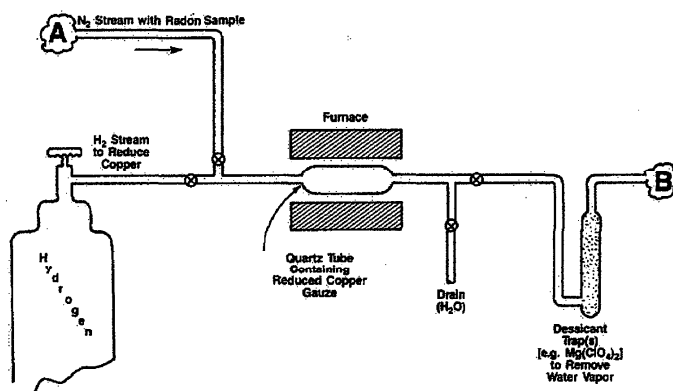 A
N₂ Stream with Radon Sample
H₂ Stream
to Reduce
Copper
Furnace
B
Quartz Tube
Containing
Reduced Copper
Gauze
Drain
(H₂O)
Hydrogen
Dessicant
Trap(s)
[e.g. Mg(ClO₄)₂]
to Remove
Water Vapor